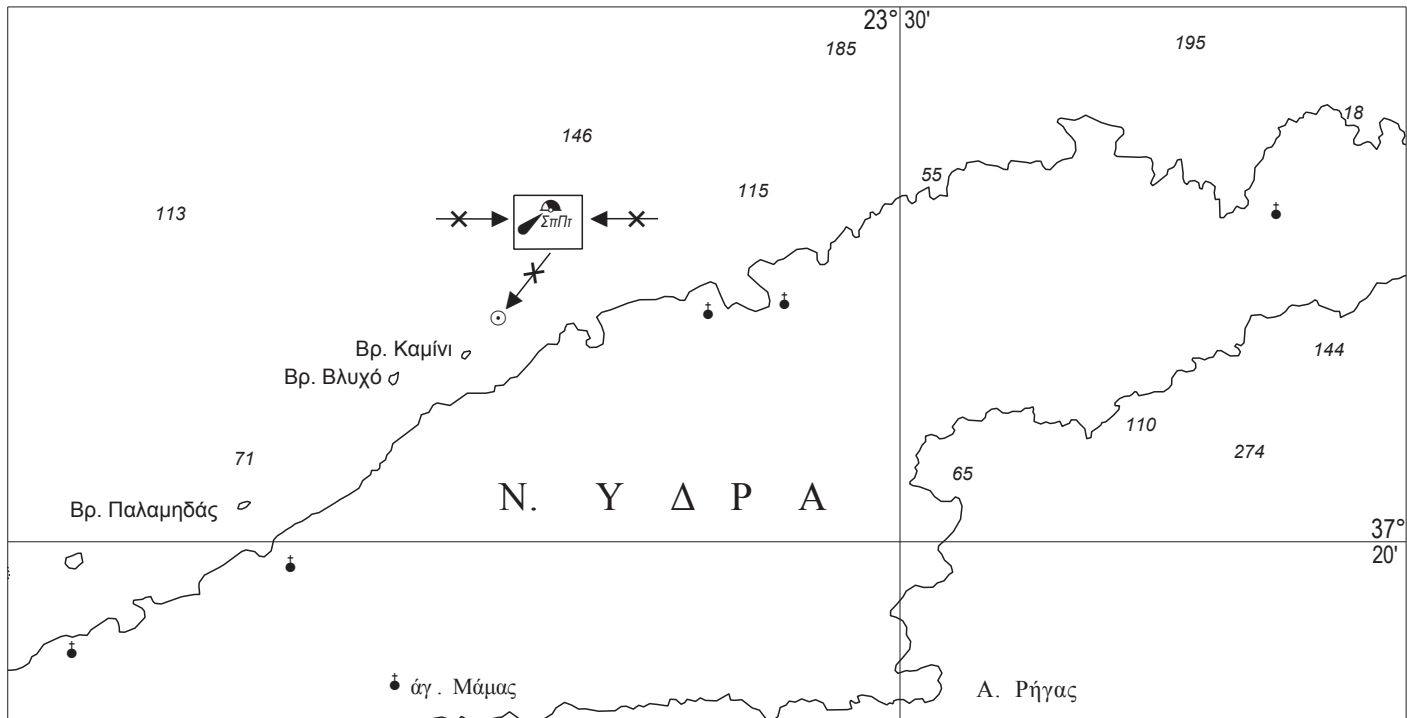 23° 30'
185
195
18
146
55
115
113
ΣπΠτ
Βρ. Καμίνι
144
Βρ. Βλυχό
110
274
71
65
Ν. Υ Δ Ρ Α
Βρ. Παλαμηδάς
37°
20'
άγ. Μάμας
Α. Ρήγας